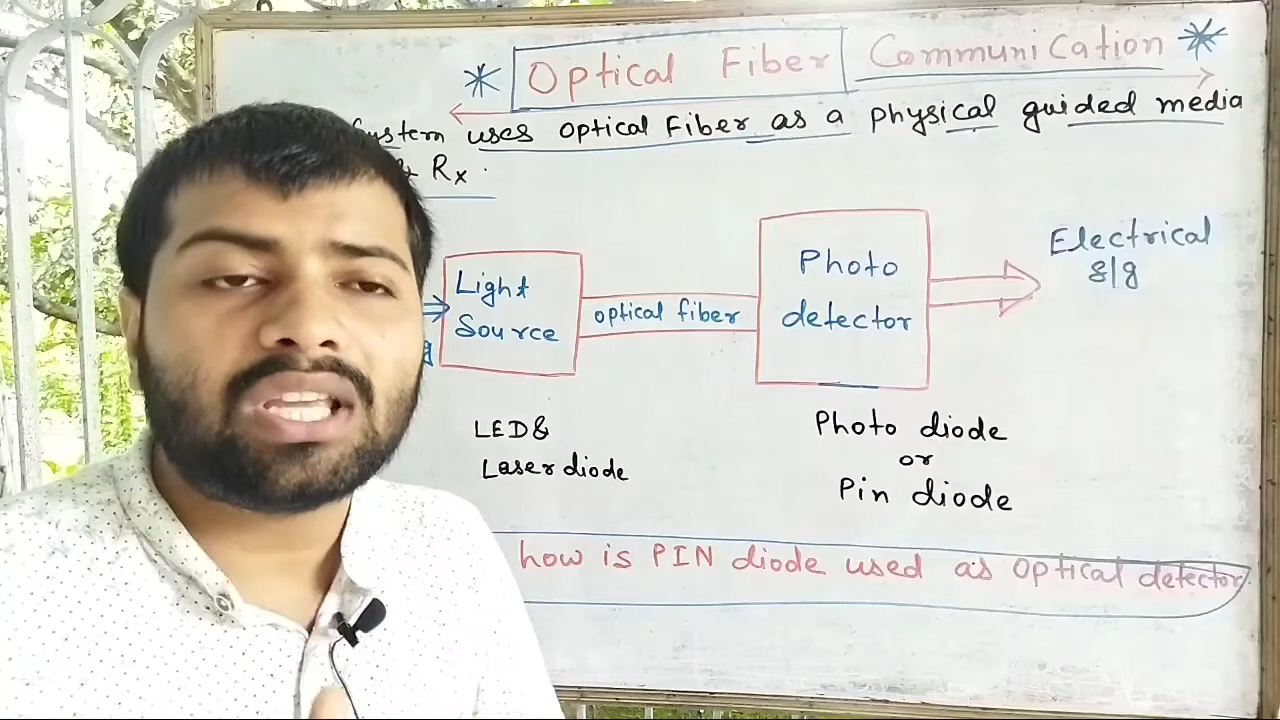 * Optical Fiber Communication *
System uses optical Fiber as a physical guided media
& Rx.
Electrical
s/g
Light
Source
optical fiber
Photo
detector
LED &
Laser diode
Photo diode
or
Pin diode
how is PIN diode used as optical detector